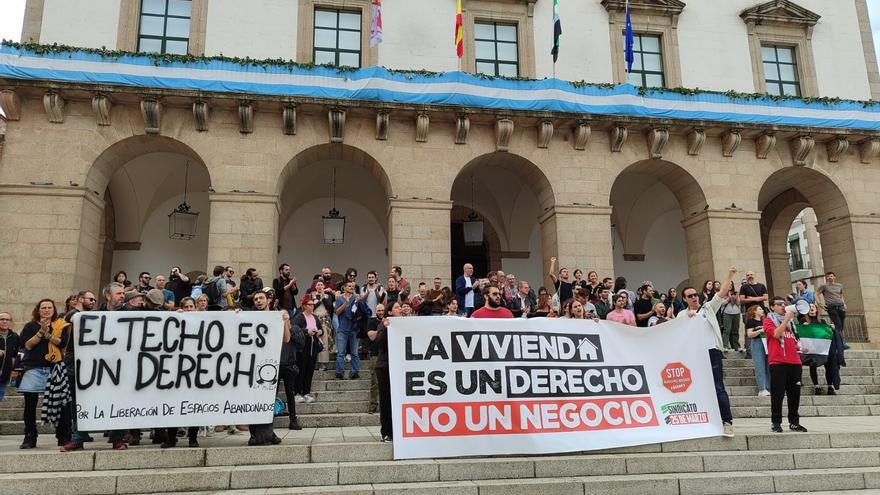 EL TECHO ES
UN DERECHO
POR LA LIBERACIÓN DE ESPACIOS ABANDONADOS
LA VIVIENDA
ES UN DERECHO
NO UN NEGOCIO
STOP
SINDICATO
25 DE MARZO